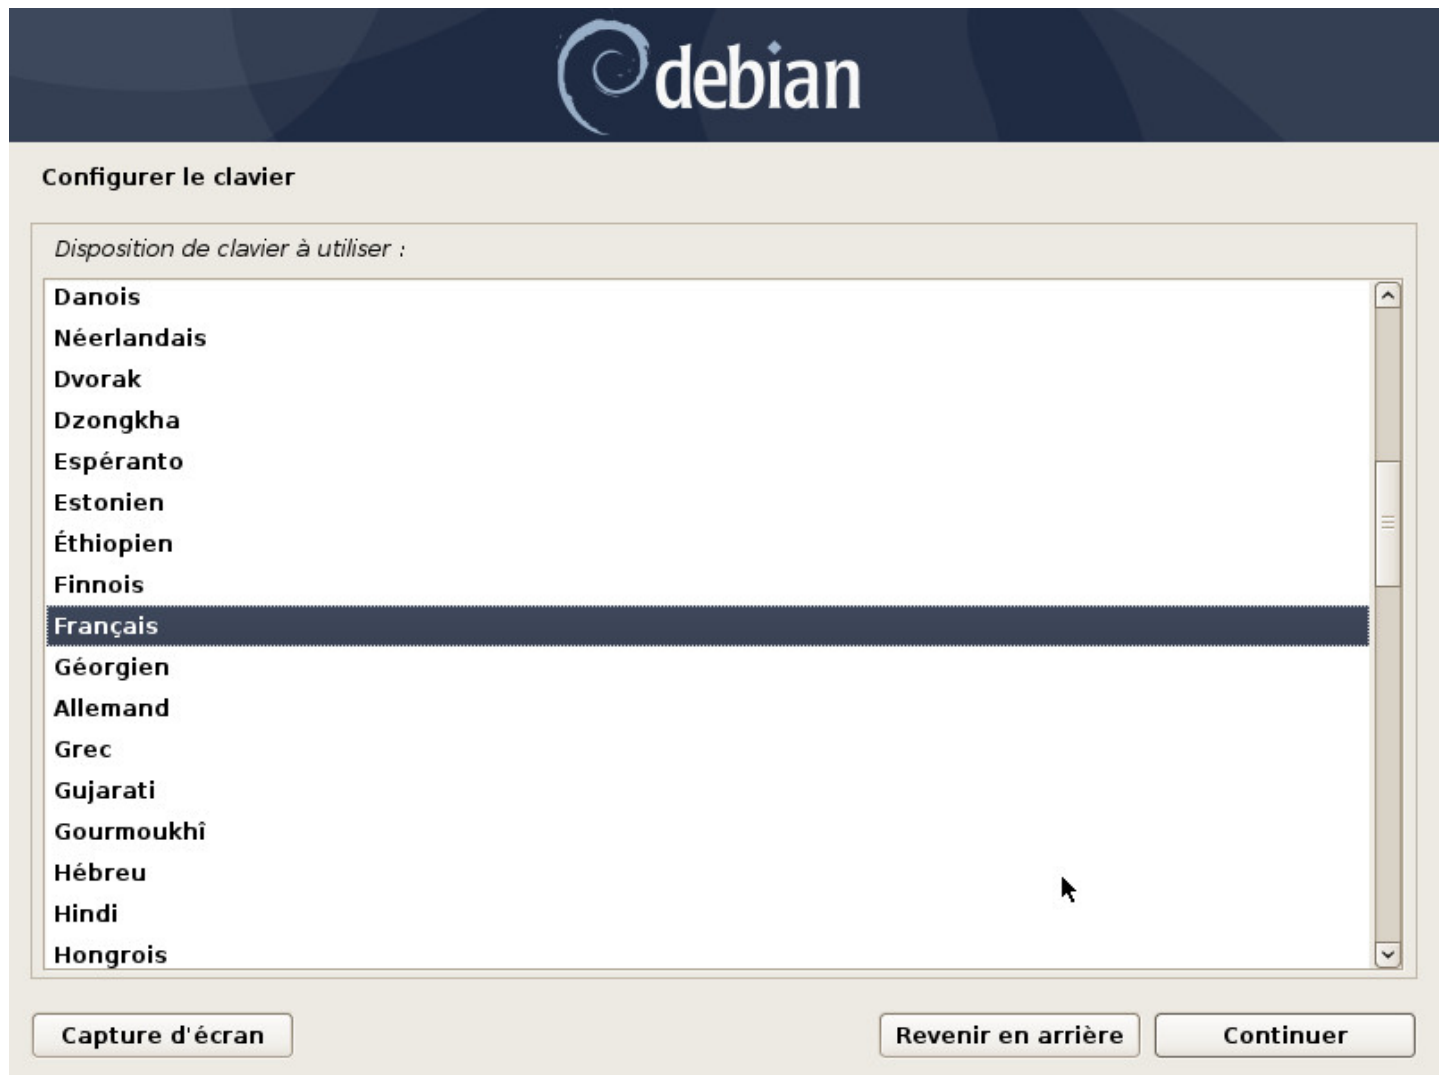 debian
Configurer le clavier
Disposition de clavier à utiliser :
Danois
Néerlandais
Dvorak
Dzongkha
Espéranto
Estonien
Éthiopien
Finnois
Français
Géorgien
Allemand
Grec
Gujarati
Gourmoukhî
Hébreu
Hindi
Hongrois
Capture d'écran
Revenir en arrière
Continuer